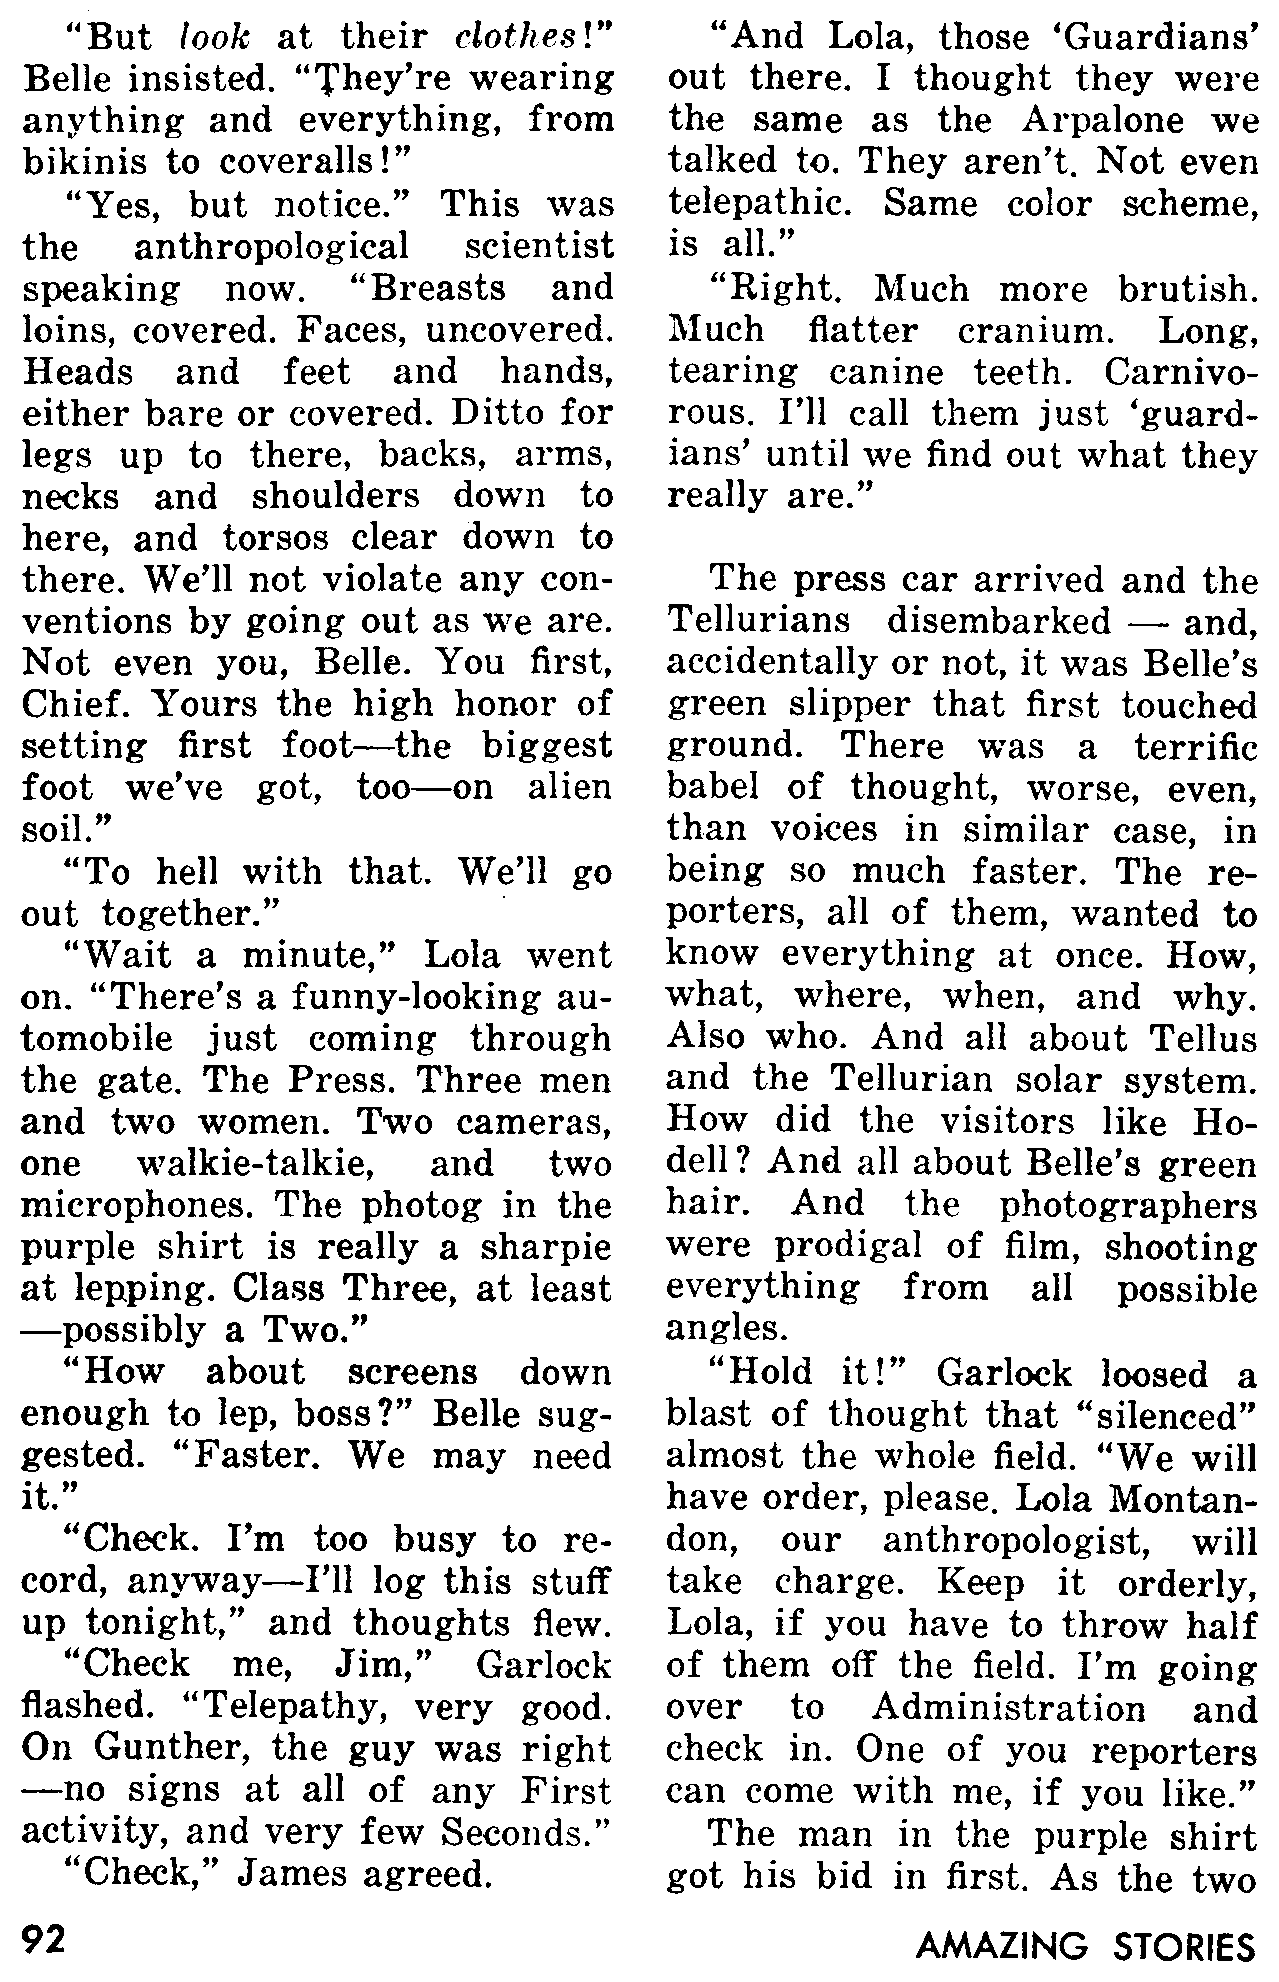 “But look at their clothes!”
Belle insisted. “They're wearing
anything and everything, from
bikinis to coveralls!”
“Yes, but notice.” This was
the anthropological scientist
speaking now. “Breasts and
loins, covered. Faces, uncovered.
Heads and feet and hands,
either bare or covered. Ditto for
legs up to there, backs, arms,
necks and shoulders down to
here, and torsos clear down to
there. We'll not violate any con-
ventions by going out as we are.
Not even you, Belle. You first,
Chief. Yours the high honor of
setting first foot—the biggest
foot we've got, too—on alien
soil.”
“To hell with that. We'll go
out together.”
“Wait a minute,” Lola went
on. “There's a funny-looking au-
tomobile just coming through
the gate. The Press. Three men
and two women. Two cameras,
one walkie-talkie, and two
microphones. The photog in the
purple shirt is really a sharpie
at lepping. Class Three, at least
—possibly a Two.”
“How about screens down
enough to lep, boss?” Belle sug-
gested. “Faster. We may need
it.”
“Check. I'm too busy to re-
cord, anyway—I'll log this stuff
up tonight,” and thoughts flew.
“Check me, Jim,” Garlock
flashed. “Telepathy, very good.
On Gunther, the guy was right
—no signs at all of any First
activity, and very few Seconds.”
“Check,” James agreed.
“And Lola, those ‘Guardians’
out there. I thought they were
the same as the Arpalone we
talked to. They aren't. Not even
telepathic. Same color scheme,
is all.”
“Right. Much more brutish.
Much flatter cranium. Long,
tearing canine teeth. Carnivo-
rous. I'll call them just ‘guard-
ians’ until we find out what they
really are.”
The press car arrived and the
Tellurians disembarked — and,
accidentally or not, it was Belle's
green slipper that first touched
ground. There was a terrific
babel of thought, worse, even,
than voices in similar case, in
being so much faster. The re-
porters, all of them, wanted to
know everything at once. How,
what, where, when, and why.
Also who. And all about Tellus
and the Tellurian solar system.
How did the visitors like Ho-
dell? And all about Belle's green
hair. And the photographers
were prodigal of film, shooting
everything from all possible
angles.
“Hold it!” Garlock loosed a
blast of thought that “silenced”
almost the whole field. “We will
have order, please. Lola Montan-
don, our anthropologist, will
take charge. Keep it orderly,
Lola, if you have to throw half
of them off the field. I'm going
over to Administration and
check in. One of you reporters
can come with me, if you like.”
The man in the purple shirt
got his bid in first. As the two
92
AMAZING STORIES